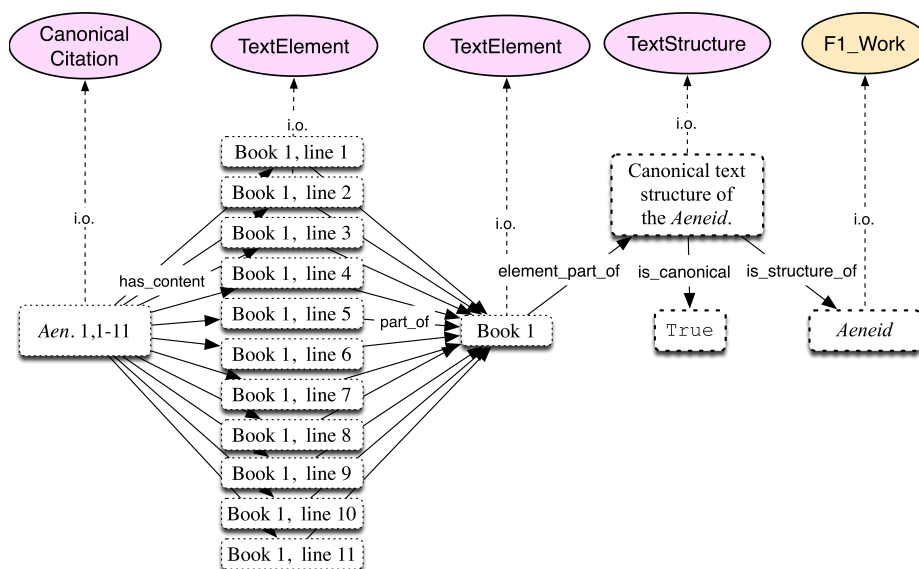 Canonical
Citation
TextElement
TextElement
TextStructure
F1_Work
i.o.
i.o.
i.o.
i.o.
i.o.
Book 1, line 1
Book 1, line 2
Book 1, line 3
Book 1, line 4
Book 1, line 5
Book 1, line 6
Book 1, line 7
Book 1, line 8
Book 1, line 9
Book 1, line 10
Book 1, line 11
has_content
Aen. 1,1-11
part_of
Book 1
element_part_of
Canonical text
structure of
the Aeneid.
is_canonical
is_structure_of
True
Aeneid